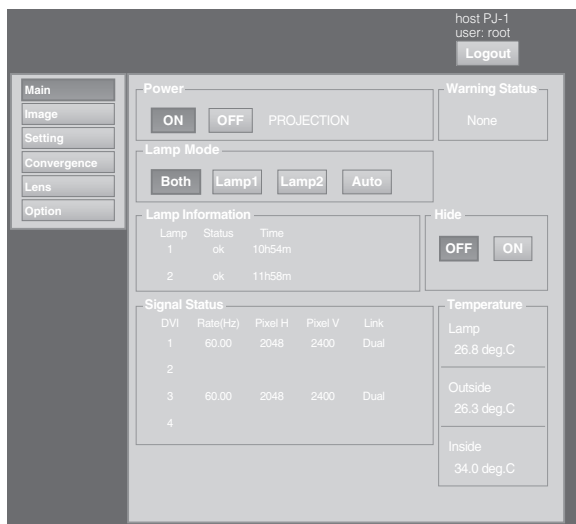 host PJ-1
user: root
Logout
Main
Image
Setting
Convergence
Lens
Option
Power
ON OFF PROJECTION
Warning Status
None
Lamp Mode
Both Lamp1 Lamp2 Auto
Lamp Information
Lamp Status Time
1 ok 10h54m
2 ok 11h58m
Hide
OFF ON
Signal Status
DVI Rate(Hz) Pixel H Pixel V Link
1 60.00 2048 2400 Dual
2
3 60.00 2048 2400 Dual
4
Temperature
Lamp
26.8 deg.C
Outside
26.3 deg.C
Inside
34.0 deg.C